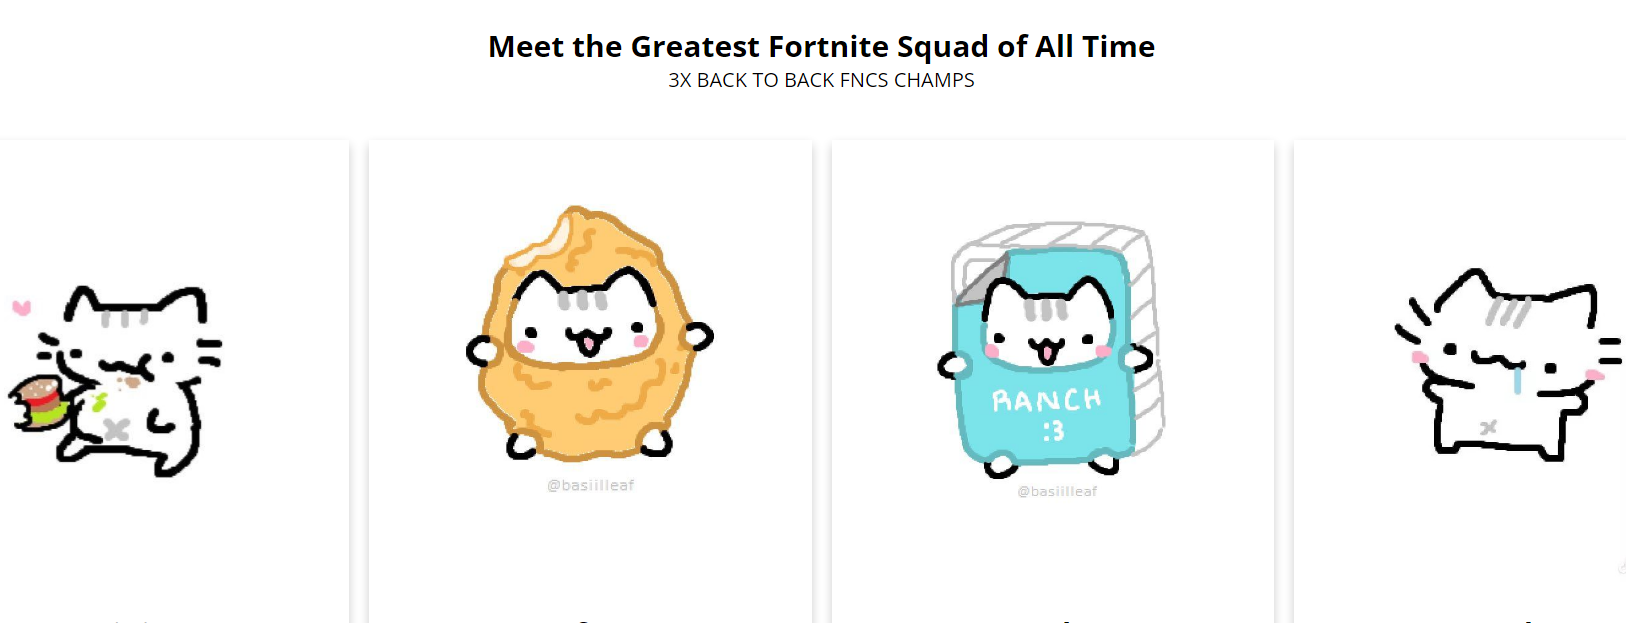 Meet the Greatest Fortnite Squad of All Time
3X BACK TO BACK FNCS CHAMPS
RANCH
:3
@basiilleaf
@basiilleaf